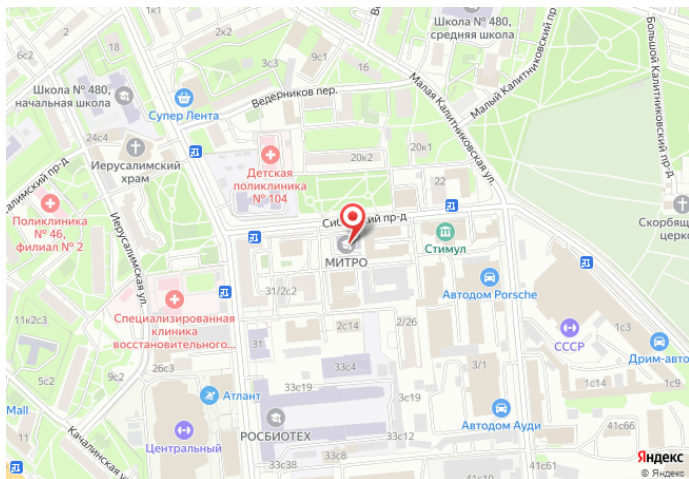 6с2
18
1к1
3с3
9с1
16
Школа № 480,
средняя школа
Большой Калитниковский пр-д
Малый Калитниковский пр-д
Малая Калитниковская ул.
Школа № 480,
начальная школа
Ведерников пер.
Супер Лента
24с4
Иерусалимский
храм
Детская
поликлиника
№ 104
20к2
20к1
22
Поликлиника
№ 46,
филиал № 2
Иерусалимская ул.
Скорбящ
церко
Стимул
МИТРО
31/2с2
Автодом Porsche
Специализированная
клиника
восстановительного...
11к2с3
2с14
2/26
31
33с4
СССР
1с3
Дрим-авто
5с2
9с2
26с3
33с19
3с19
3/1
1с14
1с9
Mall
Атлант
Качалинская ул.
Центральный
РОСБИОТЕХ
33с12
Автодом Ауди
41с66
33с38
33с8
41с10
41с61
Яндекс
© Яндекс